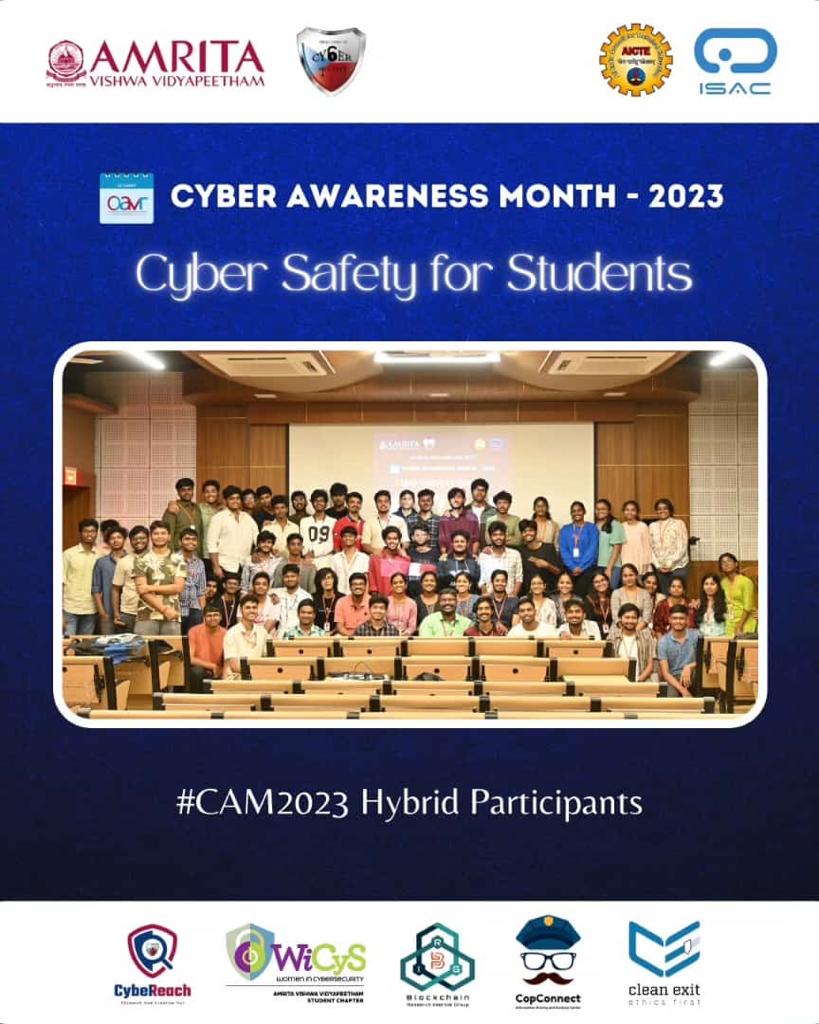 AMRITA
VISHWA VIDYAPEETHAM
CY6ER
AICTE
ISAC
CYBER AWARENESS MONTH - 2023
Cyber Safety for Students
AMRITA
09
#CAM2023 Hybrid Participants
CybeReach
WiCyS
WOMEN IN CYBERSECURITY
AMRITA VISHWA VIDYAPEETHAM
STUDENT CHAPTER
R
B
I
G
Blockchain
Research Interest Group
CopConnect
clean exit
ethics first